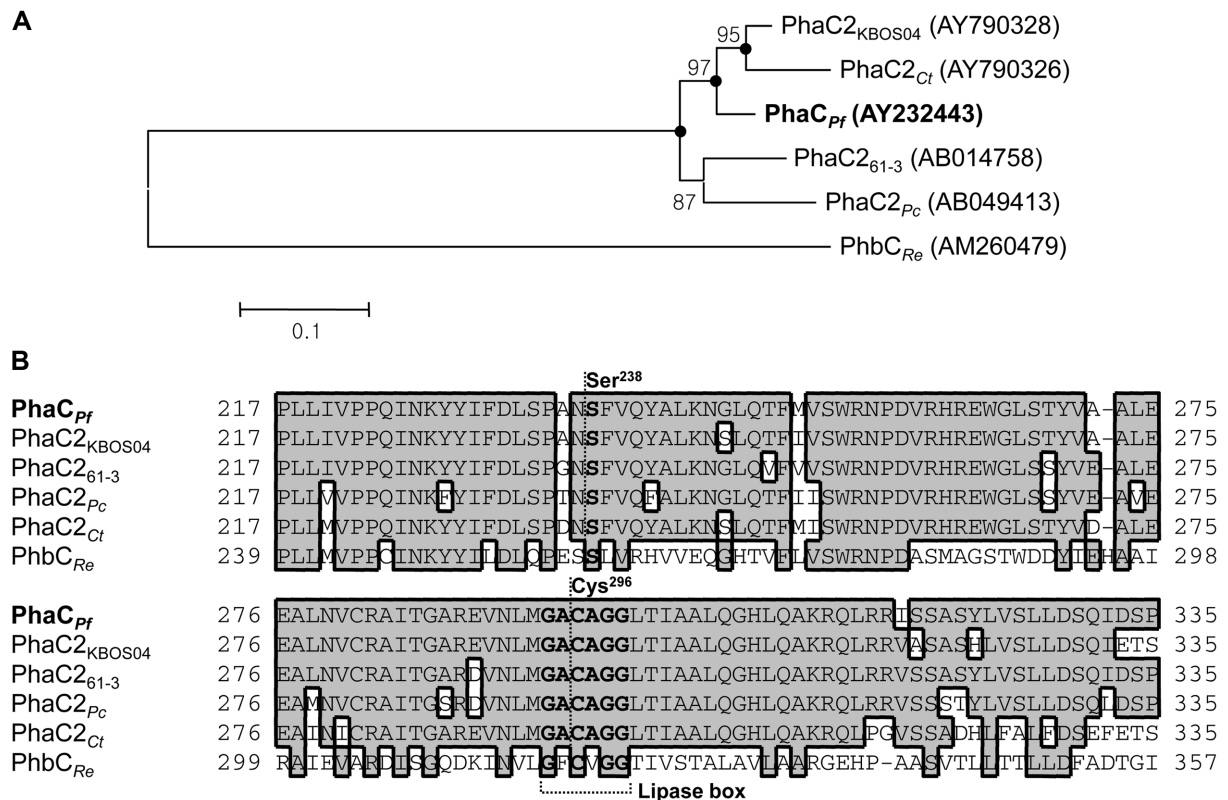 A
95
PhaC2KBOS04 (AY790328)
97
PhaC2Ct (AY790326)
PhaCPf (AY232443)
PhaC261-3 (AB014758)
87
PhaC2Pc (AB049413)
PhbCRe (AM260479)
0.1
B
Ser238
PhaCPf 217 PLLIVPPQINKYYIFDLSPANSFVQYALKNGLQTFMVSWRNPDVRHREWGLSTYVA-ALE 275
PhaC2KBOS04 217 PLLIVPPQINKYYIFDLSPANSFVQYALKNSLQTFIVSWRNPDVRHREWGLSTYVA-ALE 275
PhaC261-3 217 PLLIVPPQINKYYIFDLSPGNSFVQYALKNGLQVFVVSWRNPDVRHREWGLSSYVE-ALE 275
PhaC2Pc 217 PLLVVPPQINKFYIFDLSPTNSFVQFALKNGLQTFIISWRNPDVRHREWGLSSYVE-AVE 275
PhaC2Ct 217 PLLMVPPQINKYYIFDLSPDNSFVQYALKNSLQTFMISWRNPDVRHREWGLSTYVD-ALE 275
PhbCRe 239 PLLMVPPCINKYYILDLQPESSLVRHVVEQGHTVFLVSWRNPDASMAGSTWDDYIEHAAI 298
Cys296
PhaCPf 276 EALNVCRAITGAREVNLMGACAGGLTIAALQGHLQAKRQLRRISSASYLVSLLDSQIDSP 335
PhaC2KBOS04 276 EALNVCRAITGAREVNLMGACAGGLTIAALQGHLQAKRQLRRVASASHLVSLLDSQIETS 335
PhaC261-3 276 EALNVCRAITGARDVNLMGACAGGLTIAALQGHLQAKRQLRRVSSASYLVSLLDSQIDSP 335
PhaC2Pc 276 EAMNVCRAITGSRDVNLMGACAGGLTIAALQGHLQAKRQLRRVSSSTYLVSLLDSQLDSP 335
PhaC2Ct 276 EAINICRAITGAREVNLMGACAGGLTIAALQGHLQAKRQLRPGVSSADHLFALFDSEFETS 335
PhbCRe 299 RAIEVARDISGQDKINVLGFCVGGTIVSTALAVLAARGEHP-AASVTLLTTLLDFADTGI 357
Lipase box